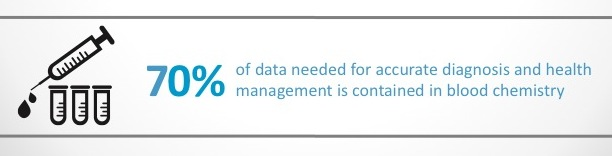 70%
of data needed for accurate diagnosis and health
management is contained in blood chemistry